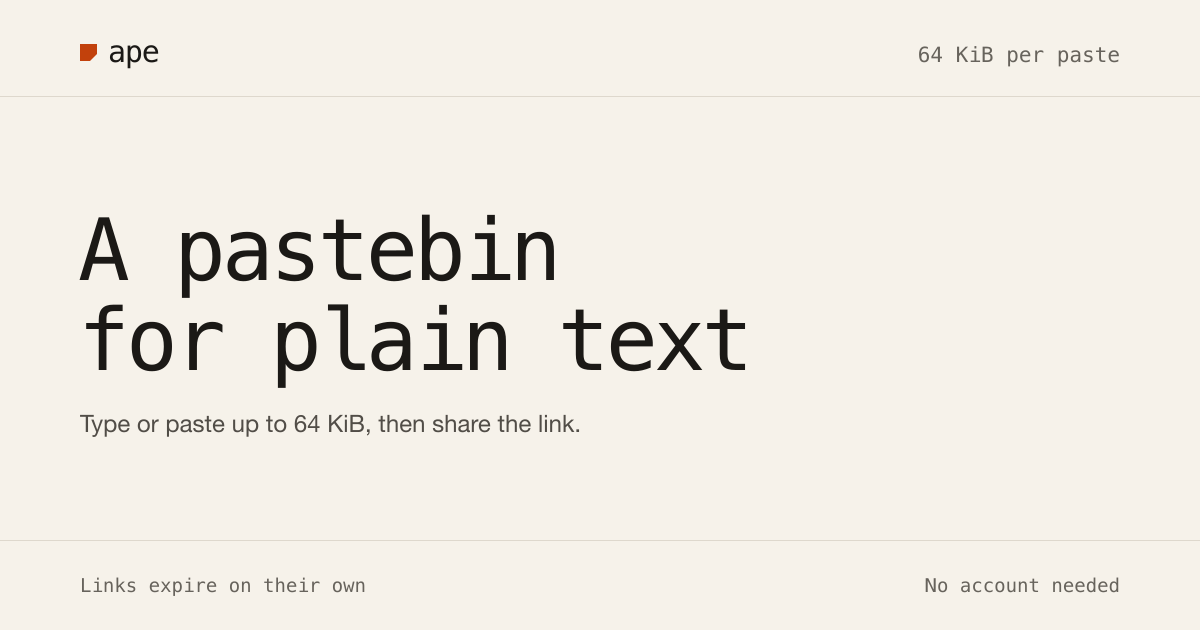 ape
64 KiB per paste
A pastebin
for plain text
Type or paste up to 64 KiB, then share the link.
Links expire on their own
No account needed